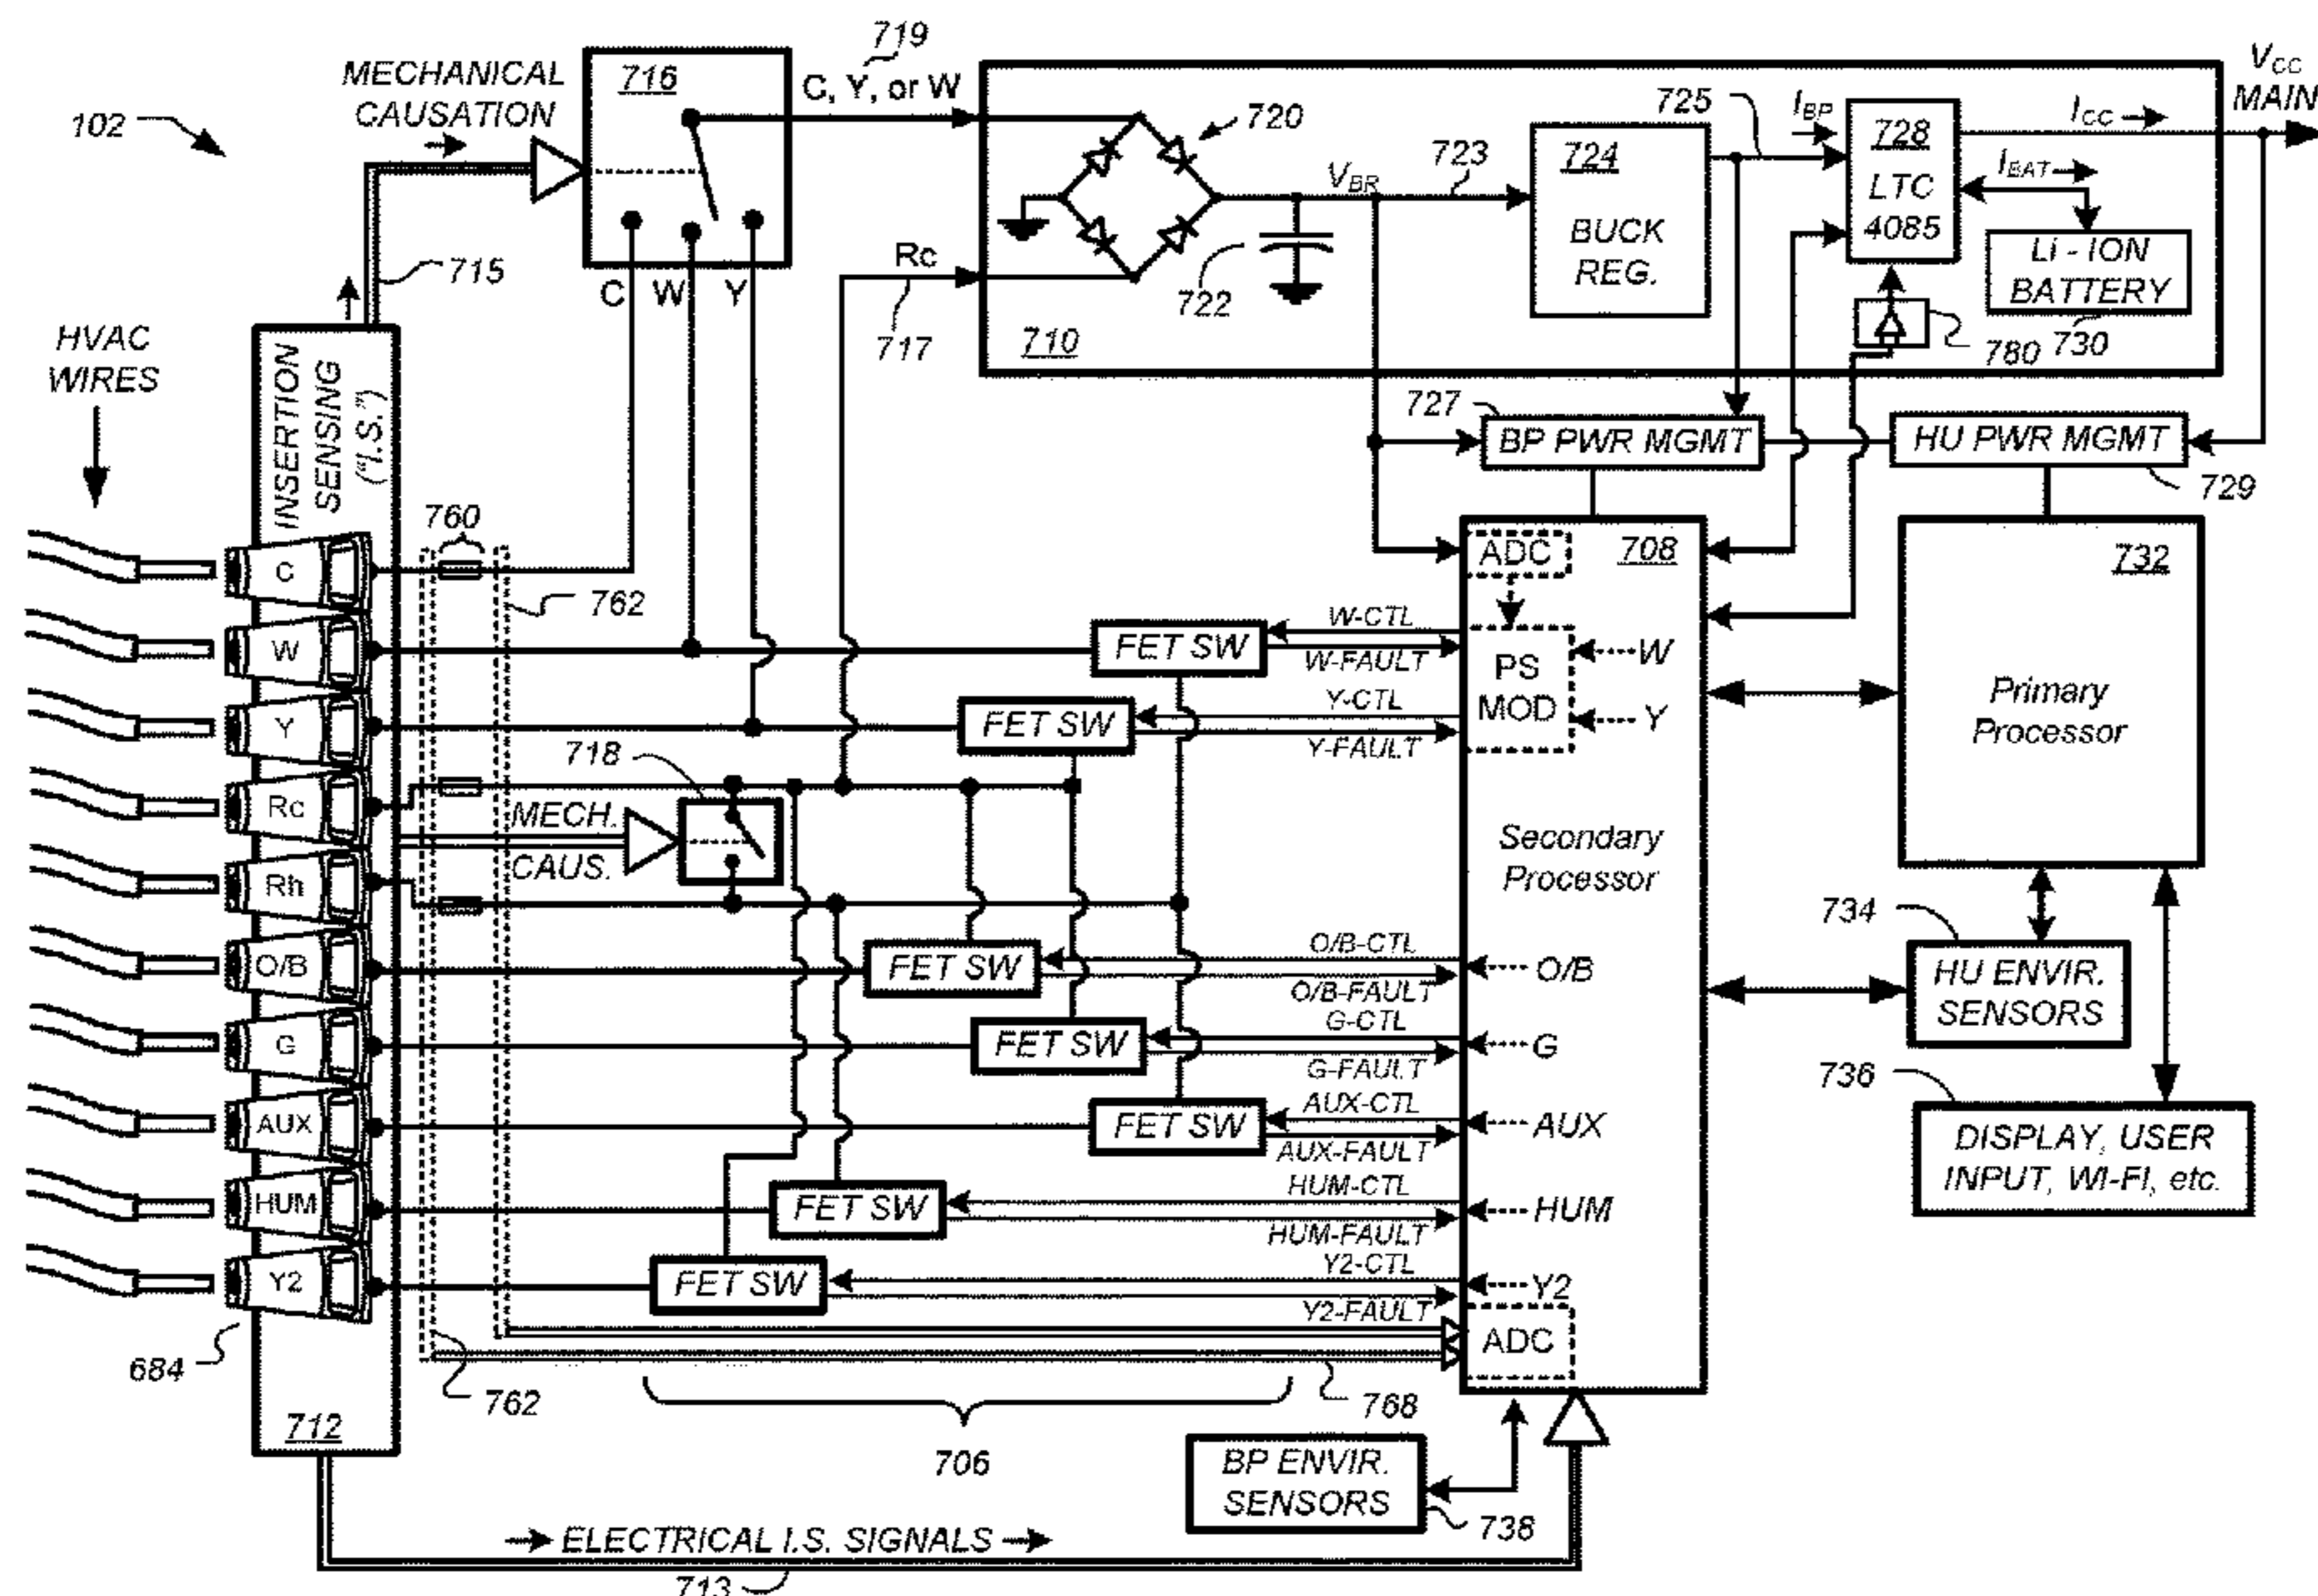 102
MECHANICAL
CAUSATION
716
719
C, Y, or W
C
W
Y
715
HVAC
WIRES
INSERTION
SENSING
("I.S.")
720
Rc
717
722
VBR
723
724
BUCK
REG.
725
IBP
728
LTC
4085
ICC
VCC
MAIN
IBAT
Li - ION
BATTERY
730
780
710
727
BP PWR MGMT
HU PWR MGMT
729
760
762
C
W
Y
Rc
Rh
O/B
G
AUX
HUM
Y2
684
712
718
MECH.
CAUS.
FET SW
W-CTL
W-FAULT
FET SW
Y-CTL
Y-FAULT
FET SW
O/B-CTL
O/B-FAULT
FET SW
G-CTL
G-FAULT
FET SW
AUX-CTL
AUX-FAULT
FET SW
HUM-CTL
HUM-FAULT
FET SW
Y2-CTL
Y2-FAULT
ADC
708
PS
MOD
W
Y
Secondary
Processor
O/B
G
AUX
HUM
Y2
ADC
732
Primary
Processor
734
HU ENVIR.
SENSORS
736
DISPLAY, USER
INPUT, WI-FI, etc.
762
706
768
BP ENVIR.
SENSORS
738
ELECTRICAL I.S. SIGNALS
713